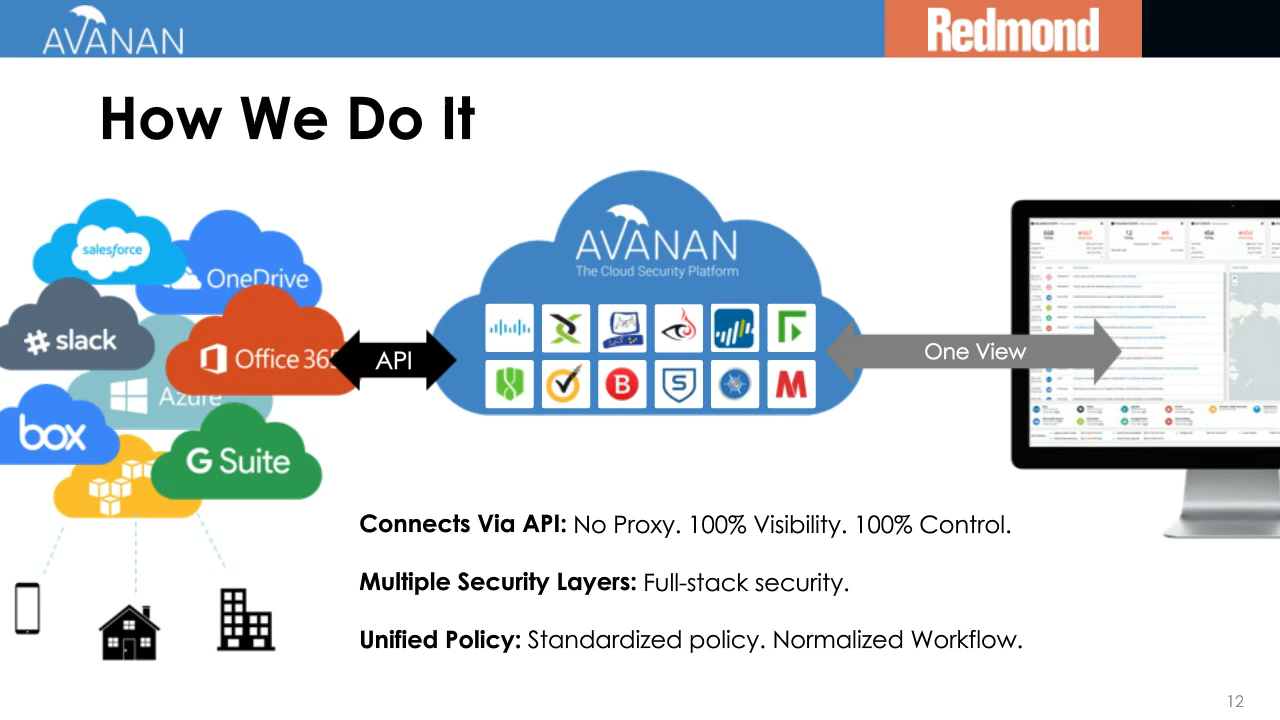 AVANAN
Redmond
How We Do It
salesforce
OneDrive
slack
Office 365
Azure
box
G Suite
API
AVANAN
The Cloud Security Platform
One View
Connects Via API: No Proxy. 100% Visibility. 100% Control.
Multiple Security Layers: Full-stack security.
Unified Policy: Standardized policy. Normalized Workflow.
12